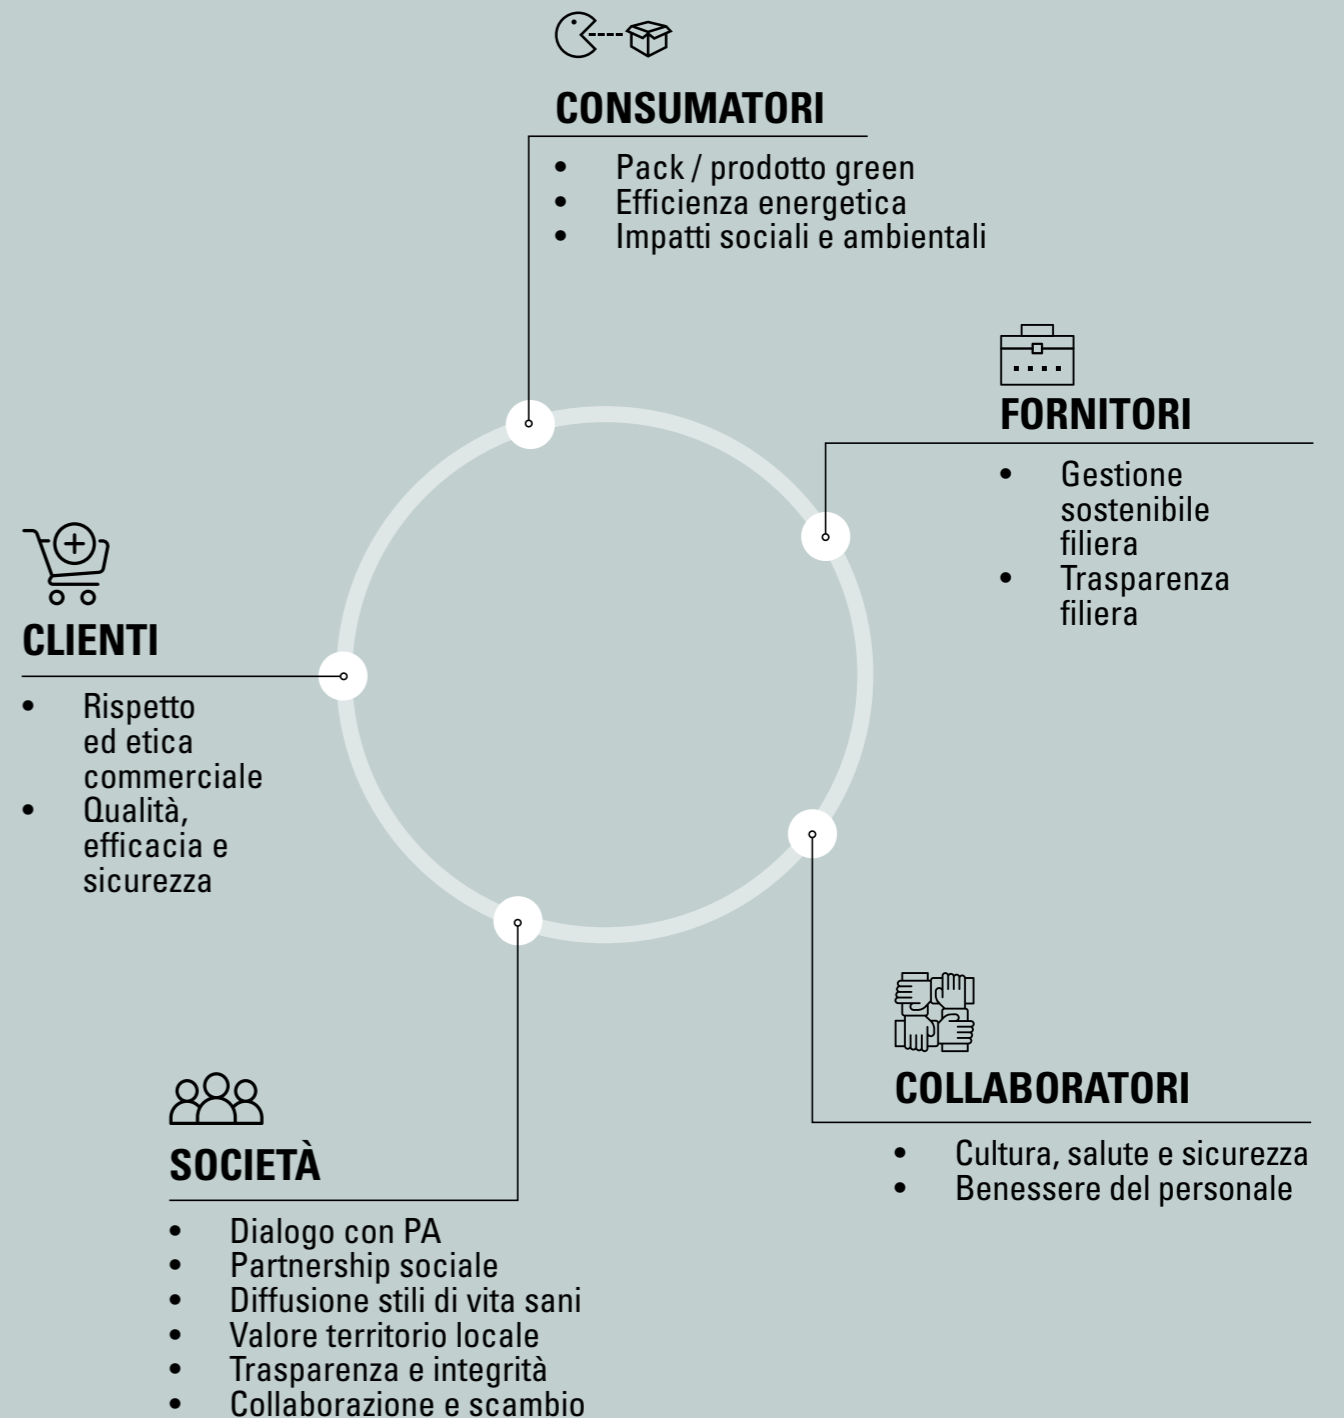 CONSUMATORI
• Pack / prodotto green
• Efficienza energetica
• Impatti sociali e ambientali
FORNITORI
• Gestione
sostenibile
filiera
• Trasparenza
filiera
CLIENTI
• Rispetto
ed etica
commerciale
• Qualità,
efficacia e
sicurezza
COLLABORATORI
• Cultura, salute e sicurezza
• Benessere del personale
SOCIETÀ
• Dialogo con PA
• Partnership sociale
• Diffusione stili di vita sani
• Valore territorio locale
• Trasparenza e integrità
• Collaborazione e scambio